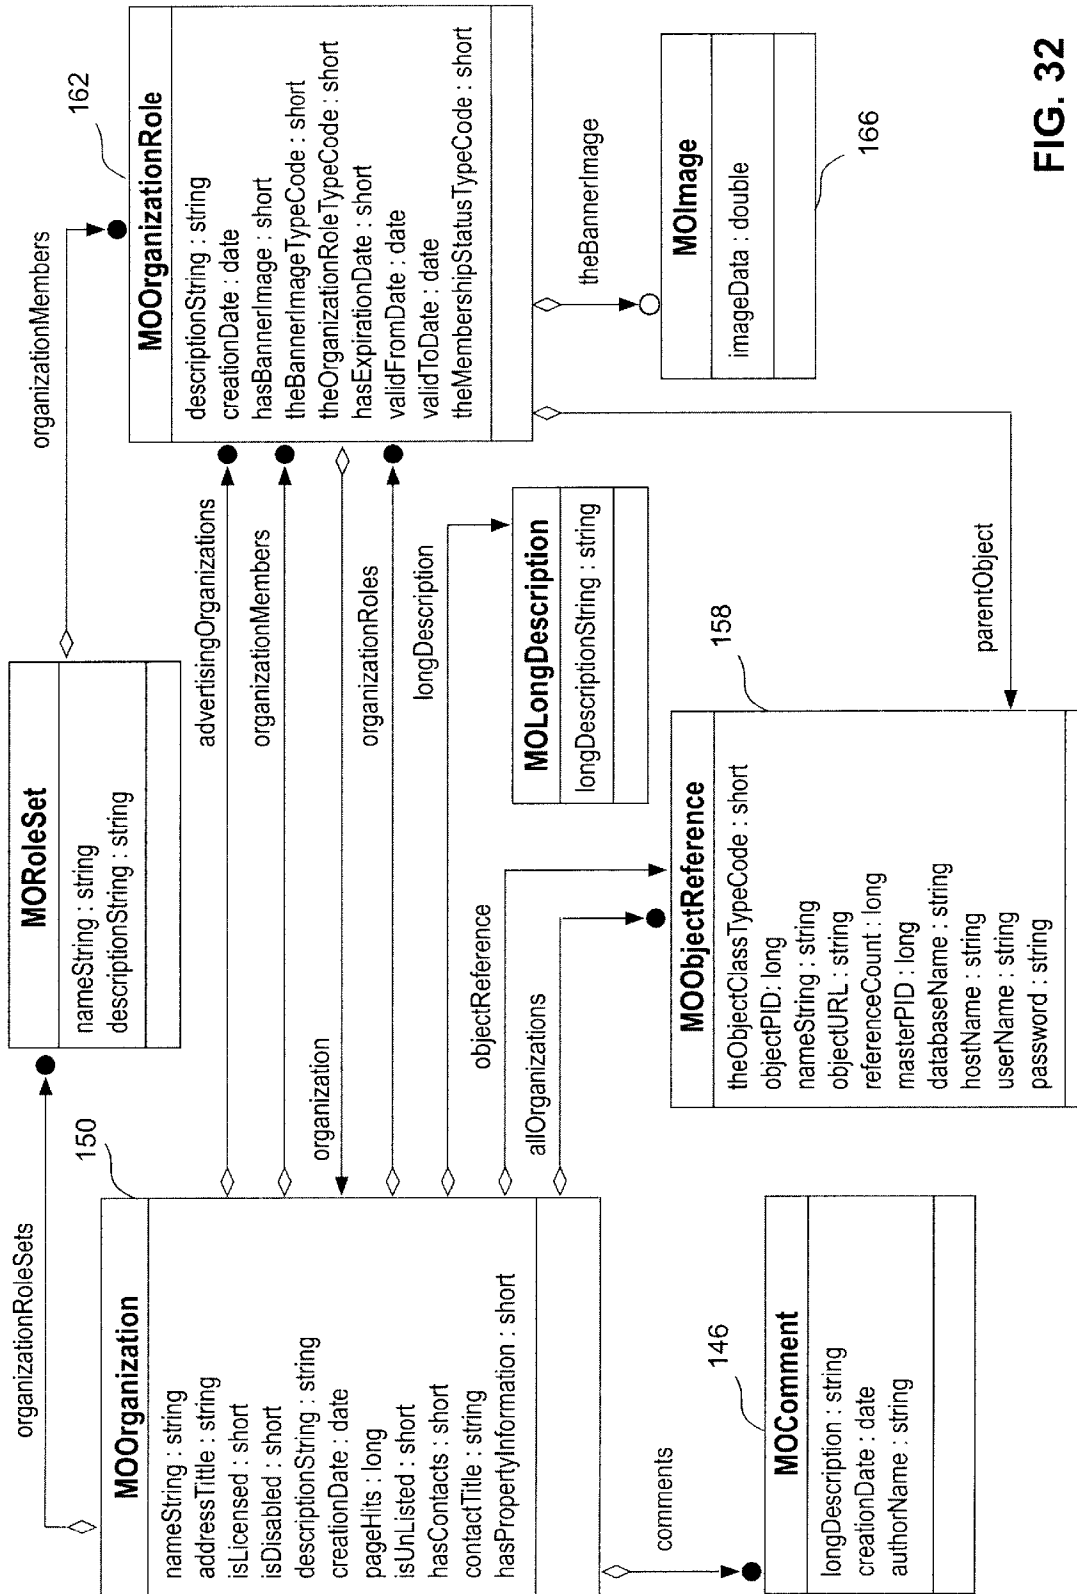 organizationRoleSets
organizationMembers
150
162
MOOrganization
nameString : string
addressTittle : string
isLicensed : short
isDisabled : short
descriptionString : string
creationDate : date
pageHits : long
isUnListed : short
hasContacts : short
contactTitle : string
hasPropertyInformation : short
MORoleSet
nameString : string
descriptionString : string
MOOrganizationRole
descriptionString : string
creationDate : date
hasBannerImage : short
theBannerImageTypeCode : short
theOrganizationRoleTypeCode : short
hasExpirationDate : short
validFromDate : date
validToDate : date
theMembershipStatusTypeCode : short
advertisingOrganizations
organizationMembers
organization
organizationRoles
longDescription
objectReference
allOrganizations
MOLongDescription
longDescriptionString : string
theBannerImage
MOImage
imageData : double
166
comments
146
MOComment
longDescription : string
creationDate : date
authorName : string
158
MOObjectReference
theObjectClassTypeCode : short
objectPID: long
nameString : string
objectURL : string
referenceCount : long
masterPID : long
databaseName : string
hostName : string
userName : string
password : string
parentObject
FIG. 32